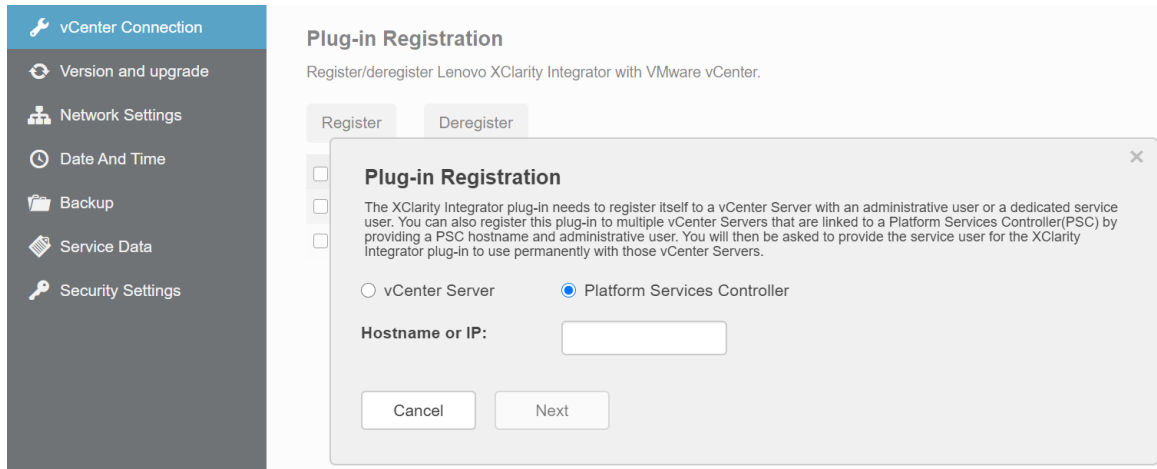 vCenter Connection
Version and upgrade
Network Settings
Date And Time
Backup
Service Data
Security Settings
Plug-in Registration
Register/deregister Lenovo XClarity Integrator with VMware vCenter.
Register Deregister
Plug-in Registration
The XClarity Integrator plug-in needs to register itself to a vCenter Server with an administrative user or a dedicated service
user. You can also register this plug-in to multiple vCenter Servers that are linked to a Platform Services Controller(PSC) by
providing a PSC hostname and administrative user. You will then be asked to provide the service user for the XClarity
Integrator plug-in to use permanently with those vCenter Servers.
vCenter Server Platform Services Controller
Hostname or IP:
Cancel Next